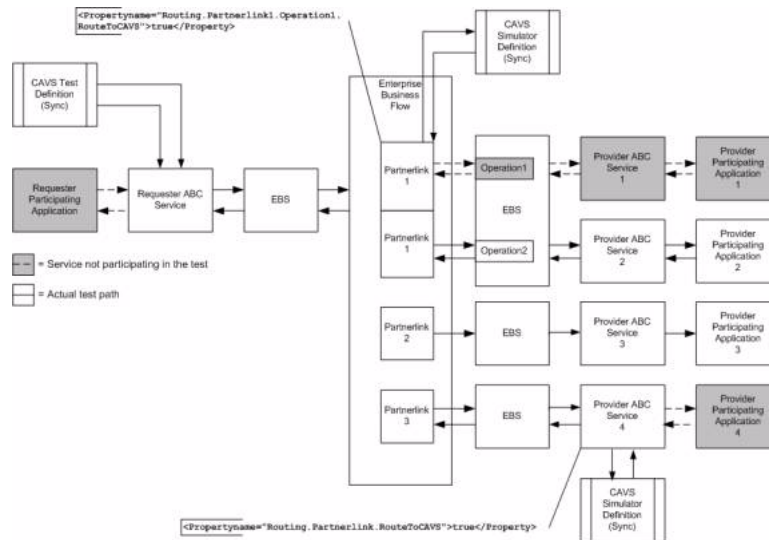 <Propertyname="Routing.Partnerlink1.Operation1.
RouteToCAVS">true</Property>
CAVS
Simulator
Definition
(Sync)
CAVS Test
Definition
(Sync)
Enterprise
Business
Flow
Requester
Participating
Application
Requester ABC
Service
EBS
Partnerlink
1
Operation1
Provider ABC
Service
1
Provider
Participating
Application
1
EBS
Partnerlink
1
Operation2
Provider ABC
Service
2
Provider
Participating
Application
2
= Service not participating in the test
= Actual test path
Partnerlink
2
EBS
Provider ABC
Service
3
Provider
Participating
Application
3
Partnerlink
3
EBS
Provider ABC
Service
4
Provider
Participating
Application
4
CAVS
Simulator
Definition
(Sync)
<Propertyname="Routing.Partnerlink.RouteToCAVS">true</Property>